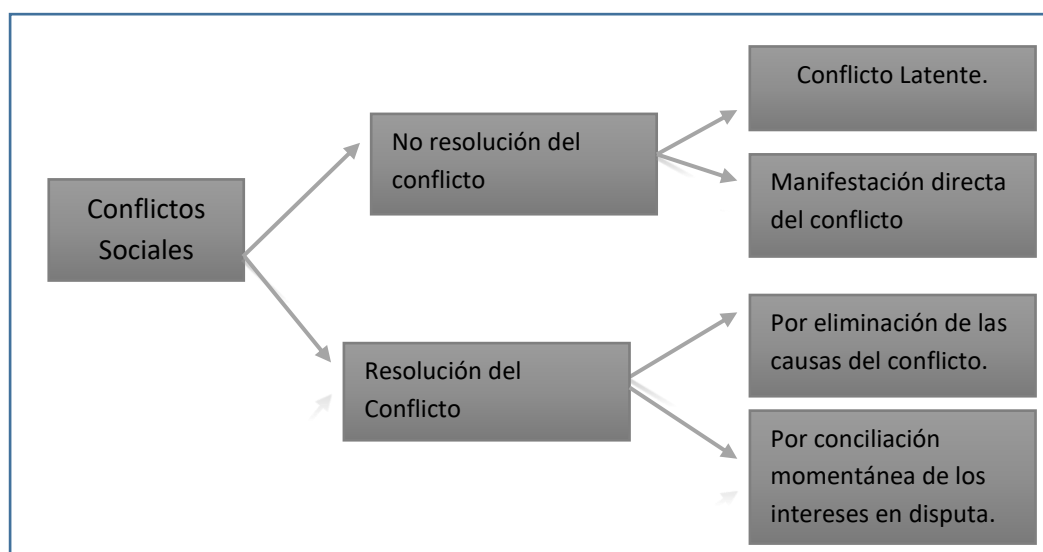 Conflictos
Sociales
No resolución del
conflicto
Conflicto Latente.
Manifestación directa
del conflicto
Resolución del
Conflicto
Por eliminación de las
causas del conflicto.
Por conciliación
momentánea de los
intereses en disputa.